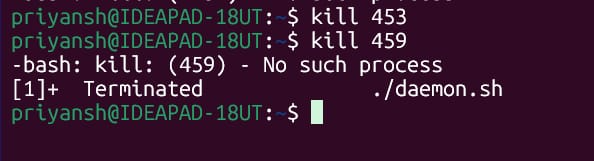 priyansh@IDEAPAD-18UT:~$ kill 453
priyansh@IDEAPAD-18UT:~$ kill 459
-bash: kill: (459) - No such process
[1]+  Terminated              ./daemon.sh
priyansh@IDEAPAD-18UT:~$